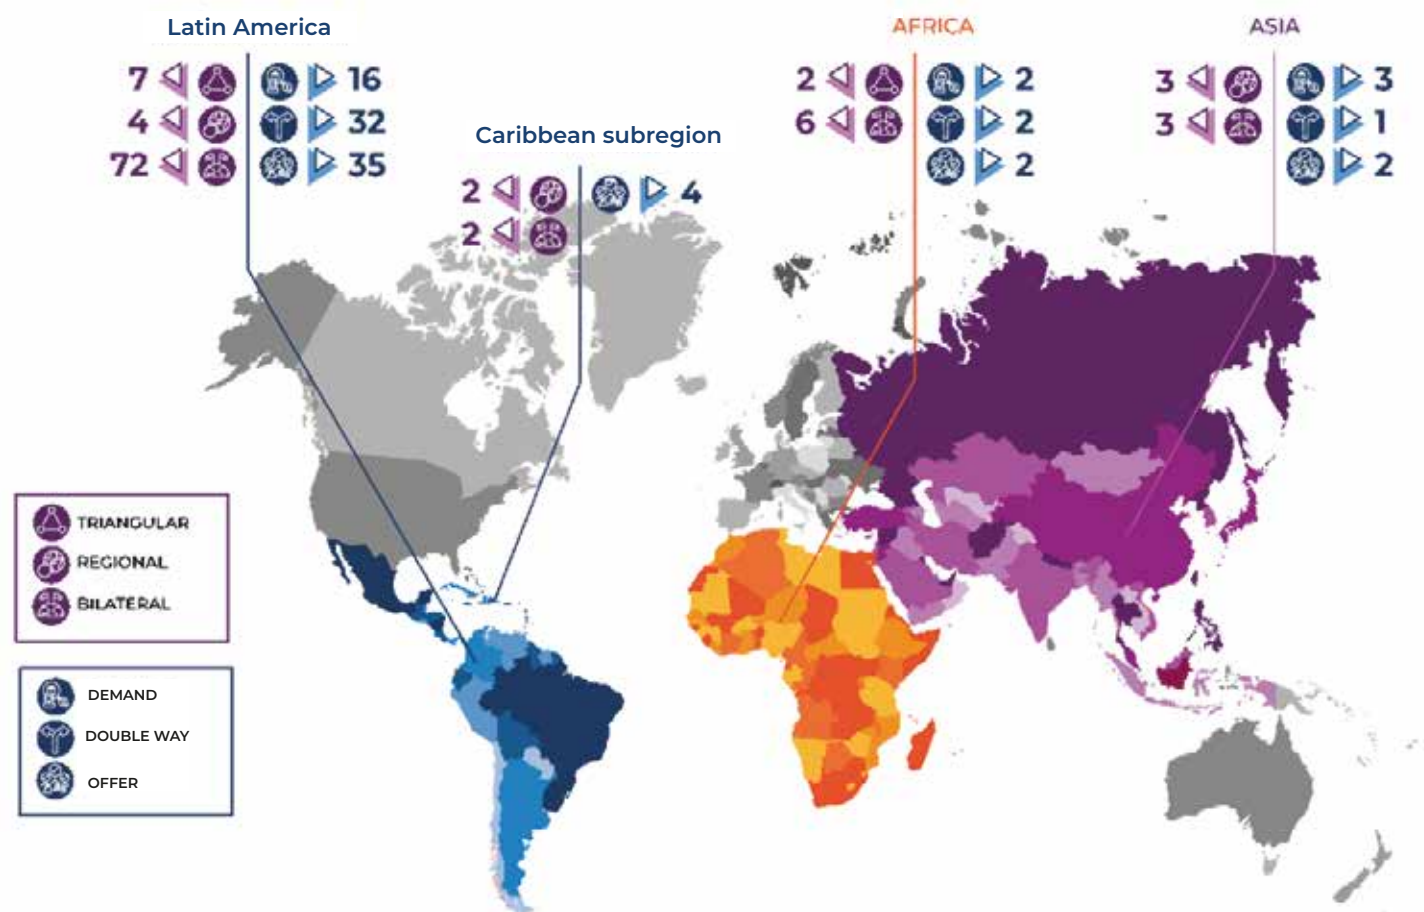 Latin America
7 16
4 32
72 35
Caribbean subregion
2 4
2
AFRICA
2 2
6 2
2
ASIA
3 3
3 1
2
TRIANGULAR
REGIONAL
BILATERAL
DEMAND
DOUBLE WAY
OFFER